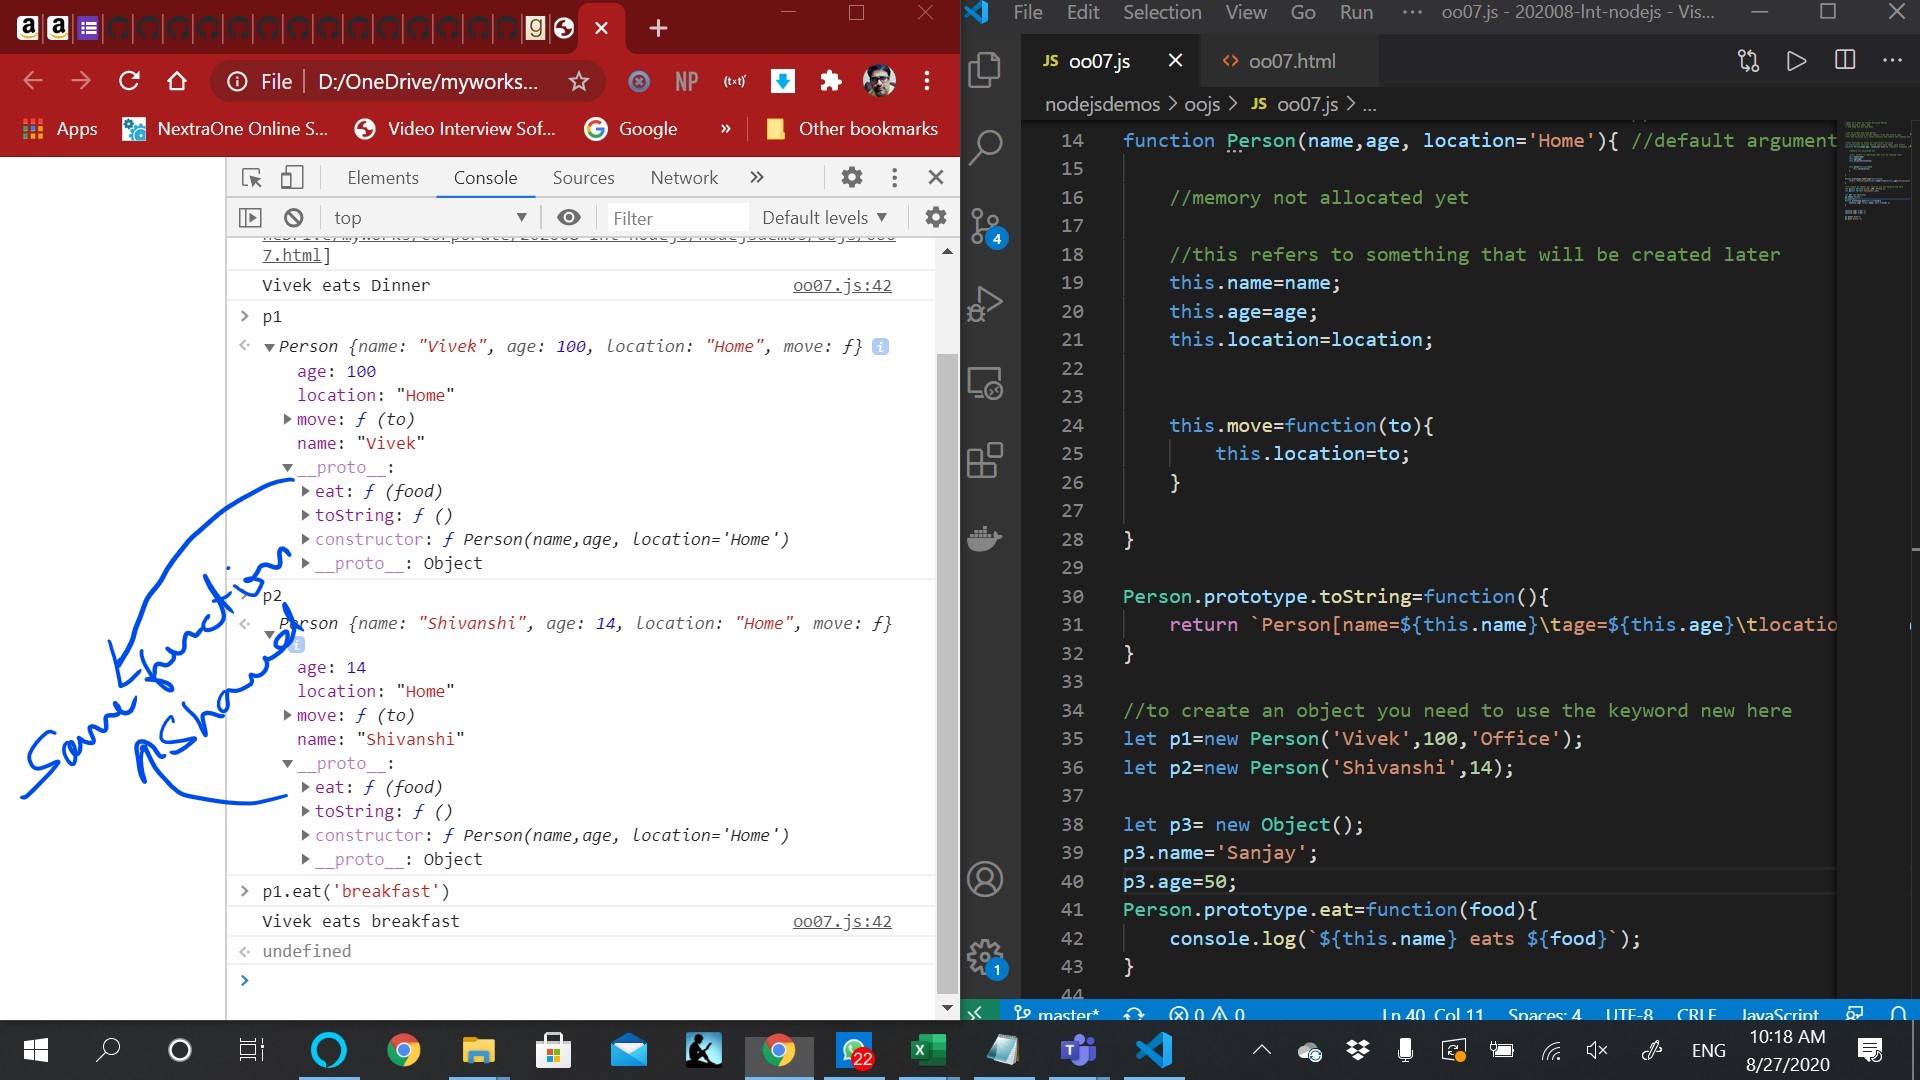 File Edit Selection View Go Run ··· oo07.js - 202008-lnt-nodejs - Vis...
File D:/OneDrive/myworks... NP
Apps NextraOne Online S... Video Interview Sof... Google » Other bookmarks
Elements Console Sources Network »
top Filter Default levels
7.html]
Vivek eats Dinner oo07.js:42
> p1
Person {name: "Vivek", age: 100, location: "Home", move: ƒ}
age: 100
location: "Home"
move: ƒ (to)
name: "Vivek"
__proto__:
eat: ƒ (food)
toString: ƒ ()
constructor: ƒ Person(name,age, location='Home')
__proto__: Object
p2
Person {name: "Shivanshi", age: 14, location: "Home", move: ƒ}
age: 14
location: "Home"
move: ƒ (to)
name: "Shivanshi"
__proto__:
eat: ƒ (food)
toString: ƒ ()
constructor: ƒ Person(name,age, location='Home')
__proto__: Object
> p1.eat('breakfast')
Vivek eats breakfast oo07.js:42
undefined
>
Same function
Shared
JS oo07.js <> oo07.html
nodejsdemos > oojs > JS oo07.js > ...
14 function Person(name,age, location='Home'){ //default argument
15
16 //memory not allocated yet
17
18 //this refers to something that will be created later
19 this.name=name;
20 this.age=age;
21 this.location=location;
22
23
24 this.move=function(to){
25 this.location=to;
26 }
27
28 }
29
30 Person.prototype.toString=function(){
31 return `Person[name=${this.name}\tage=${this.age}\tlocatio
32 }
33
34 //to create an object you need to use the keyword new here
35 let p1=new Person('Vivek',100,'Office');
36 let p2=new Person('Shivanshi',14);
37
38 let p3= new Object();
39 p3.name='Sanjay';
40 p3.age=50;
41 Person.prototype.eat=function(food){
42 console.log(`${this.name} eats ${food}`);
43 }
44
4
1
master* 0 0 Ln 40, Col 11 Spaces: 4 UTF-8 CRLF JavaScript
22 ENG 10:18 AM
8/27/2020